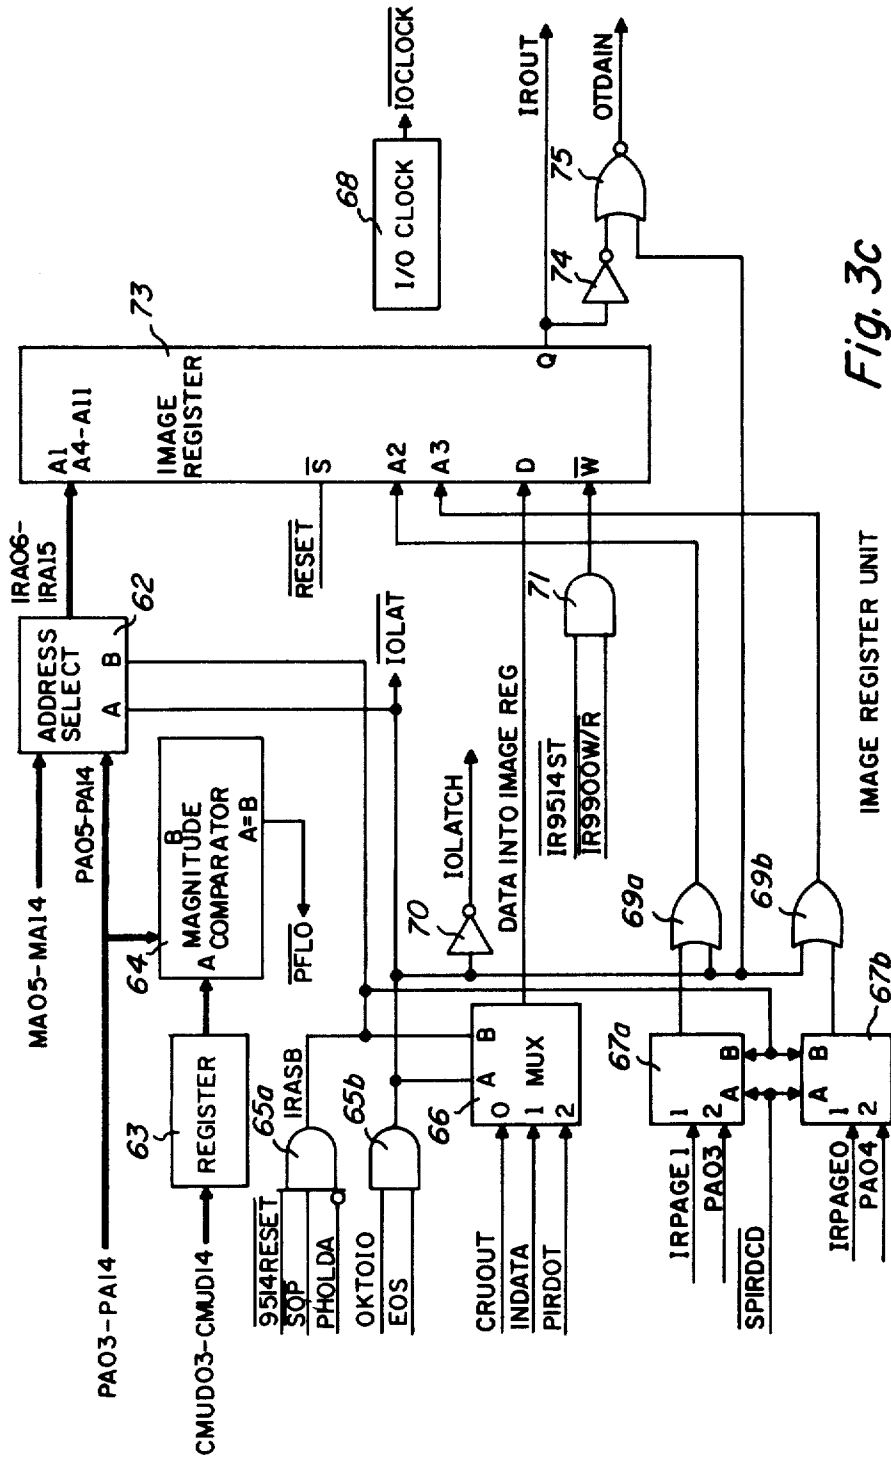 PA03-PA14
CMUD03-CMUD14
MA05-MA14
PA05-PA14
63
REGISTER
64
A
B
MAGNITUDE
COMPARATOR
A=B
PFLO
ADDRESS
SELECT
A
B
62
IRA06-
IRA15
A1
A4-A11
IMAGE
REGISTER
73
S
RESET
A2
A3
D
W
Q
68
I/O CLOCK
IOCLOCK
IROUT
OTDAIN
74
75
9514RESET
SOP
PHOLDA
65a
IRASB
OKTOIO
EOS
65b
IOLAT
70
IOLATCH
CRUOUT
INDATA
PIRDOT
66
0
1
2
A
B
MUX
DATA INTO IMAGE REG
IR9514ST
IR9900W/R
71
IRPAGE1
PA03
1
2
A
B
67a
69a
SPIRDCD
IRPAGE0
PA04
1
2
A
B
67b
69b
IMAGE REGISTER UNIT
Fig. 3c